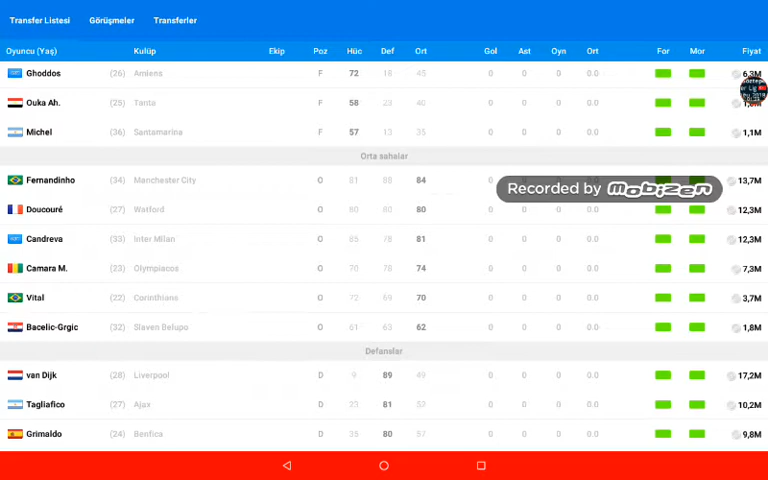 Transfer Listesi Görüşmeler Transferler
Oyuncu (Yaş) Kulüp Ekip Poz Hüc Def Ort Gol Ast Oyn Ort For Mor Fiyat
Ghoddos (26) Amiens F 72 18 45 0 0 0 0.0 6,3M
Ouka Ah. (25) Tanta F 58 23 40 0 0 0 0.0
Michel (36) Santamarina F 57 13 35 0 0 0 0.0 1,1M
Orta sahalar
Fernandinho (34) Manchester City O 81 88 84 13,7M
Recorded by mobizen
Doucouré (27) Watford O 80 80 80 0 0 0 0.0 12,3M
Candreva (33) Inter Milan O 85 78 81 0 0 0 0.0 12,3M
Camara M. (23) Olympiacos O 70 78 74 0 0 0 0.0 7,3M
Vital (22) Corinthians O 72 69 70 0 0 0 0.0 3,7M
Bacelic-Grgic (32) Slaven Belupo O 61 63 62 0 0 0 0.0 1,8M
Defanslar
van Dijk (28) Liverpool D 9 89 49 0 0 0 0.0 17,2M
Tagliafico (27) Ajax D 23 81 52 0 0 0 0.0 10,2M
Grimaldo (24) Benfica D 35 80 57 0 0 0 0.0 9,8M